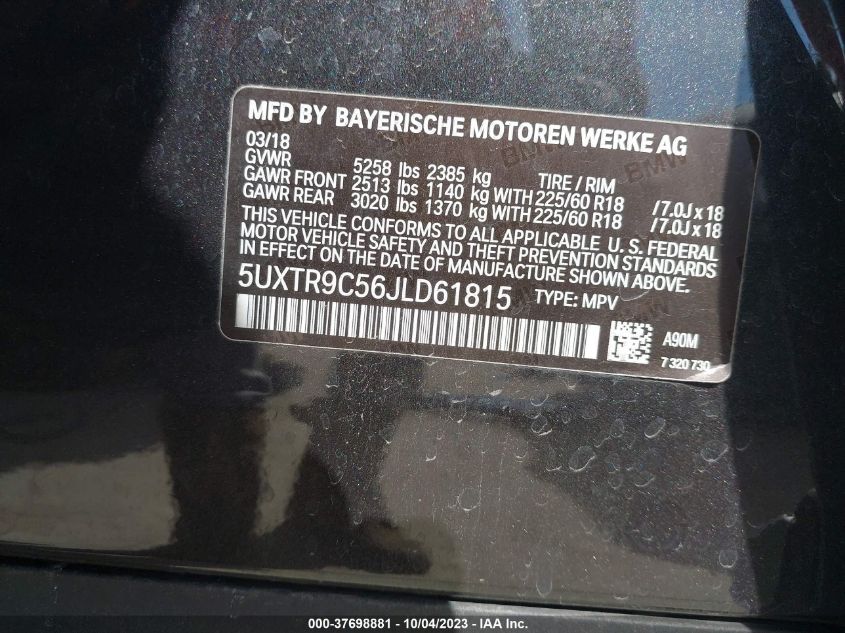 MFD BY BAYERISCHE MOTOREN WERKE AG
03/18
GVWR 5258 lbs 2385 kg TIRE / RIM
GAWR FRONT 2513 lbs 1140 kg WITH 225/60 R18 /7.0J x 18
GAWR REAR 3020 lbs 1370 kg WITH 225/60 R18 /7.0J x 18
THIS VEHICLE CONFORMS TO ALL APPLICABLE U.S. FEDERAL
MOTOR VEHICLE SAFETY AND THEFT PREVENTION STANDARDS
IN EFFECT ON THE DATE OF MANUFACTURE SHOWN ABOVE.
5UXTR9C56JLD61815 TYPE: MPV
A90M
7 320 730
000-37698881 - 10/04/2023 - IAA Inc.